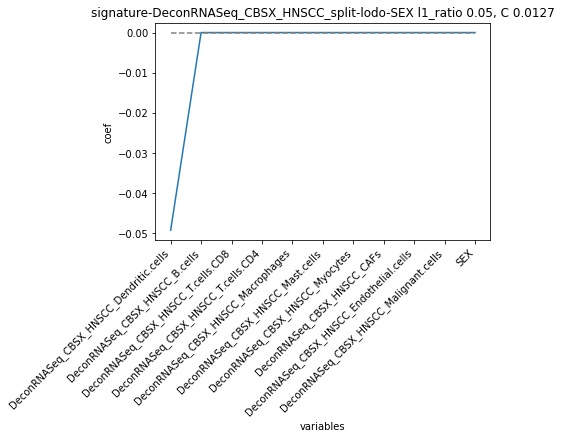 signature-DeconRNASeq_CBSX_HNSCC_split-lodo-SEX l1_ratio 0.05, C 0.0127
0.00
−0.01
−0.02
−0.03
−0.04
−0.05
coef
DeconRNASeq_CBSX_HNSCC_Dendritic.cells
DeconRNASeq_CBSX_HNSCC_B.cells
DeconRNASeq_CBSX_HNSCC_T.cells.CD8
DeconRNASeq_CBSX_HNSCC_T.cells.CD4
DeconRNASeq_CBSX_HNSCC_Macrophages
DeconRNASeq_CBSX_HNSCC_Mast.cells
DeconRNASeq_CBSX_HNSCC_Myocytes
DeconRNASeq_CBSX_HNSCC_CAFs
DeconRNASeq_CBSX_HNSCC_Endothelial.cells
DeconRNASeq_CBSX_HNSCC_Malignant.cells
SEX
variables